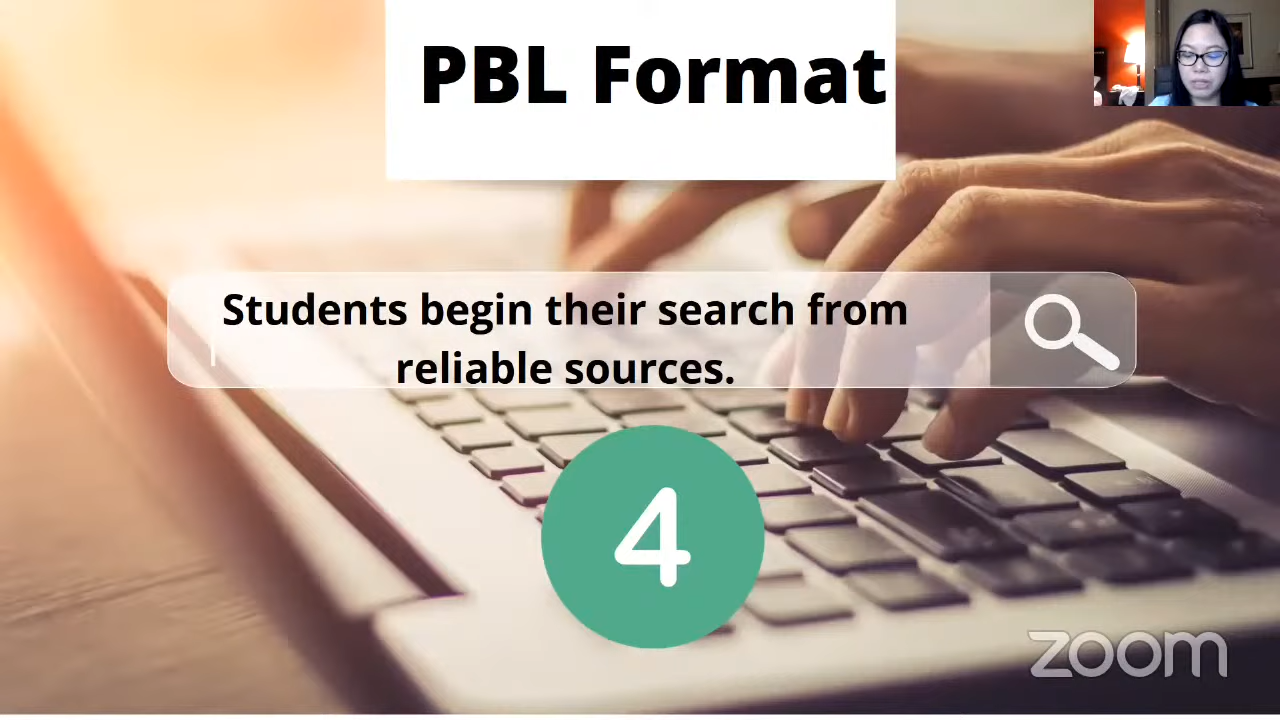 PBL Format
Students begin their search from
reliable sources.
4
zoom